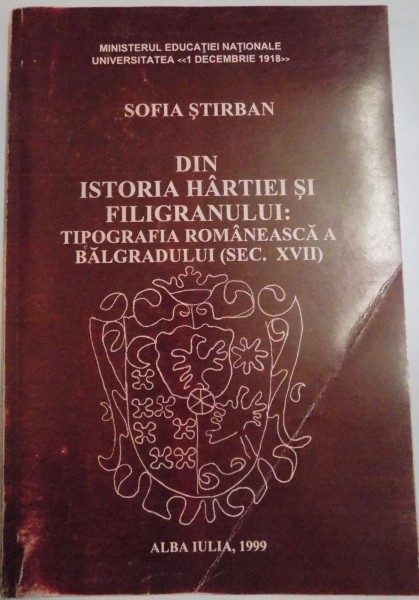 MINISTERUL EDUCAŢIEI NAŢIONALE
UNIVERSITATEA <<1 DECEMBRIE 1918>>
SOFIA ŞTIRBAN
DIN
ISTORIA HÂRTIEI ŞI
FILIGRANULUI:
TIPOGRAFIA ROMÂNEASCĂ A
BĂLGRADULUI (SEC. XVII)
ALBA IULIA, 1999